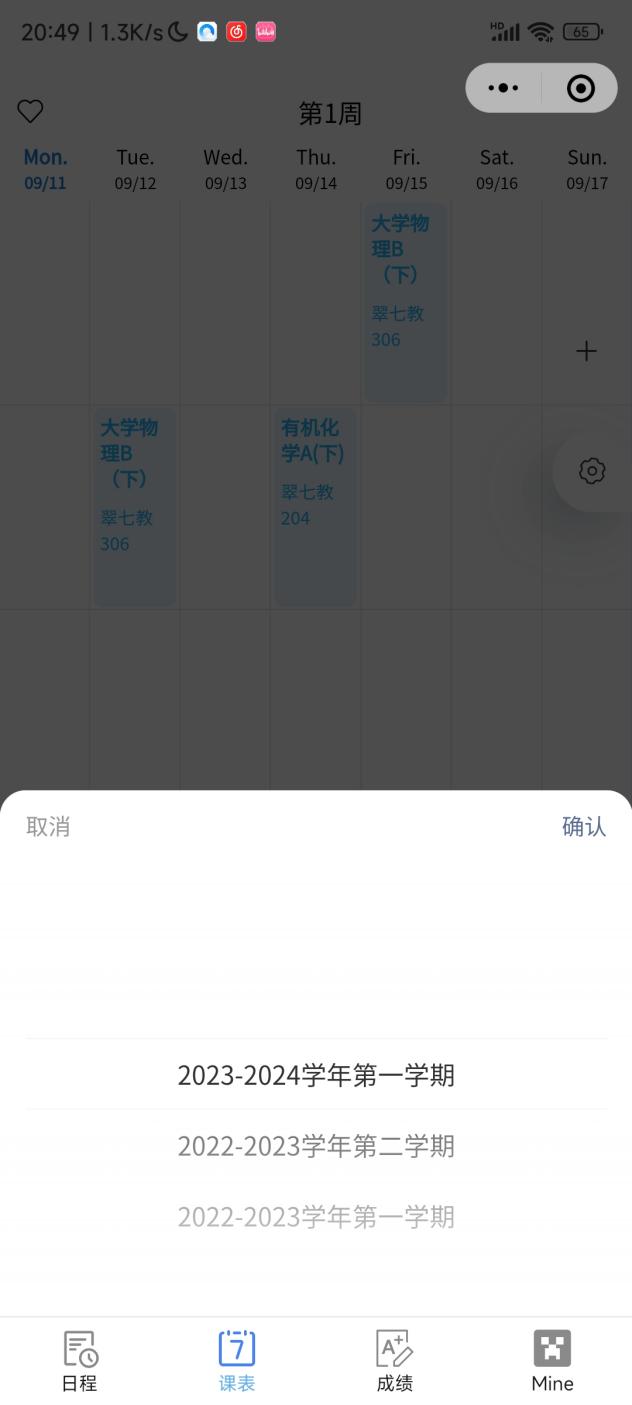 20:49 | 1.3K/s
HD
65
第1周
Mon. Tue. Wed. Thu. Fri. Sat. Sun.
09/11 09/12 09/13 09/14 09/15 09/16 09/17
大学物
理B
（下）
翠七教
306
大学物
理B
（下）
翠七教
306
有机化
学A(下)
翠七教
204
取消
确认
2023-2024学年第一学期
2022-2023学年第二学期
2022-2023学年第一学期
7
A+
日程 课表 成绩 Mine